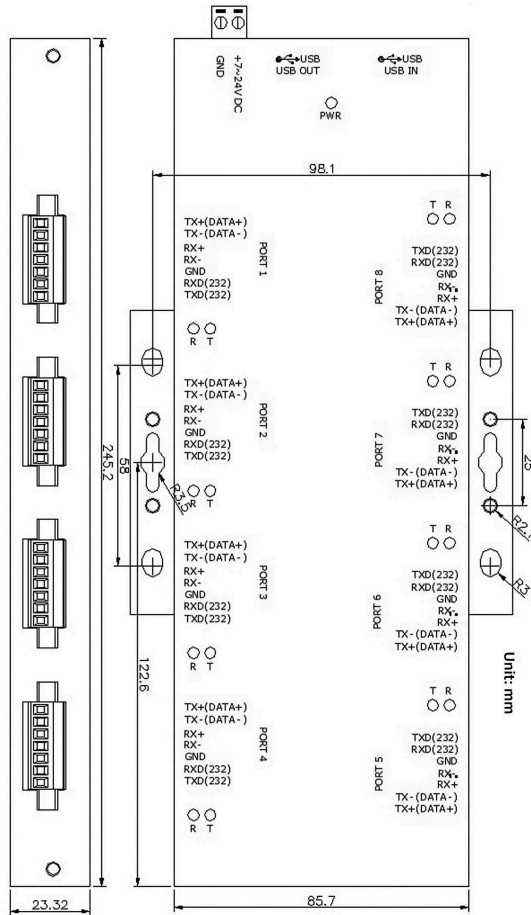 GND
+7~24V DC
USB
USB OUT
USB
USB IN
PWR
98.1
TX+(DATA+)
TX-(DATA-)
RX+
RX-
GND
RXD(232)
TXD(232)
PORT 1
R T
T R
TXD(232)
RXD(232)
GND
RX-
RX+
TX-(DATA-)
TX+(DATA+)
PORT 8
TX+(DATA+)
TX-(DATA-)
RX+
RX-
GND
RXD(232)
TXD(232)
PORT 2
R T
T R
TXD(232)
RXD(232)
GND
RX-
RX+
TX-(DATA-)
TX+(DATA+)
PORT 7
245.2
58
R3.5
25
R3
TX+(DATA+)
TX-(DATA-)
RX+
RX-
GND
RXD(232)
TXD(232)
PORT 3
R T
T R
TXD(232)
RXD(232)
GND
RX-
RX+
TX-(DATA-)
TX+(DATA+)
PORT 6
122.6
Unit: mm
TX+(DATA+)
TX-(DATA-)
RX+
RX-
GND
RXD(232)
TXD(232)
PORT 4
R T
T R
TXD(232)
RXD(232)
GND
RX-
RX+
TX-(DATA-)
TX+(DATA+)
PORT 5
23.32
85.7